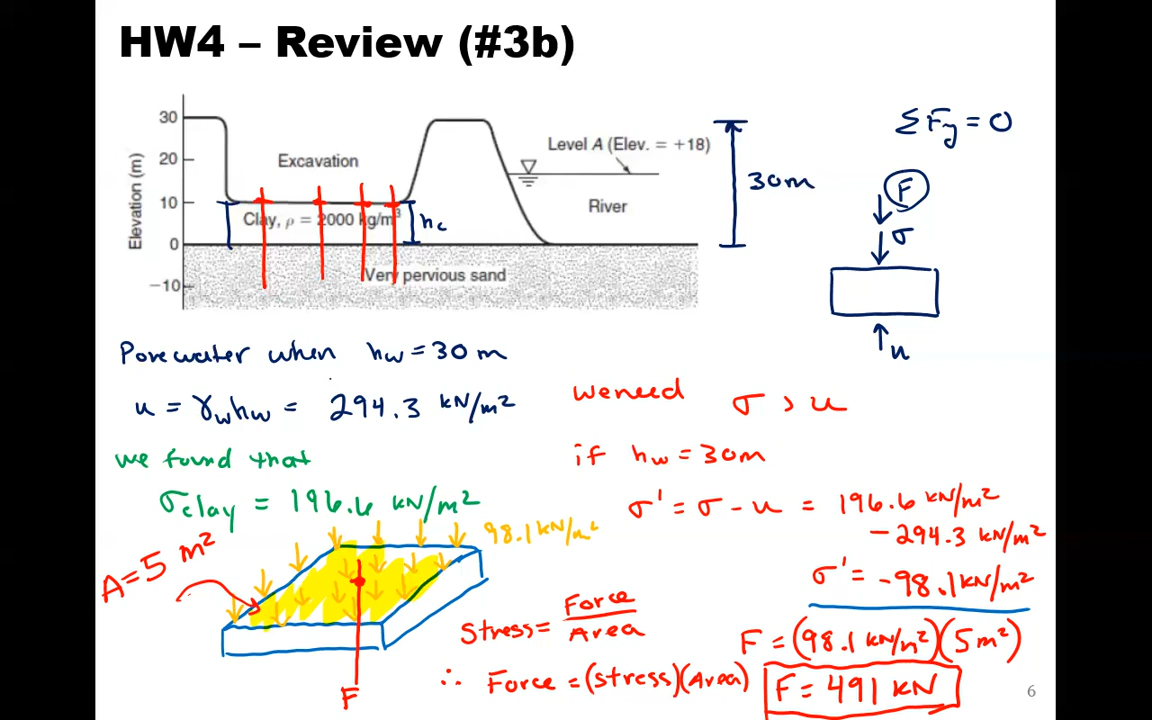 HW4 – Review (#3b)
30
20
10
0
−10
Elevation (m)
Excavation
Clay, ρ = 2000 kg/m³
hc
Very pervious sand
Level A (Elev. = +18)
River
30m
ΣFy = 0
F
σ
u
Porewater when hw = 30 m
u = γw hw = 294.3 kN/m²
we found that
σclay = 196.6 kN/m²
98.1 kN/m²
A = 5 m²
F
we need σ > u
if hw = 30m
σ' = σ - u = 196.6 kN/m²
− 294.3 kN/m²
σ' = -98.1 kN/m²
Stress = Force / Area
F = (98.1 kN/m²)(5 m²)
∴ Force = (stress)(Area)
F = 491 kN
6